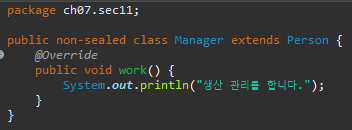 package ch07.sec11;
public non-sealed class Manager extends Person {
@Override
public void work() {
System.out.println("생산 관리를 합니다.");
}
}